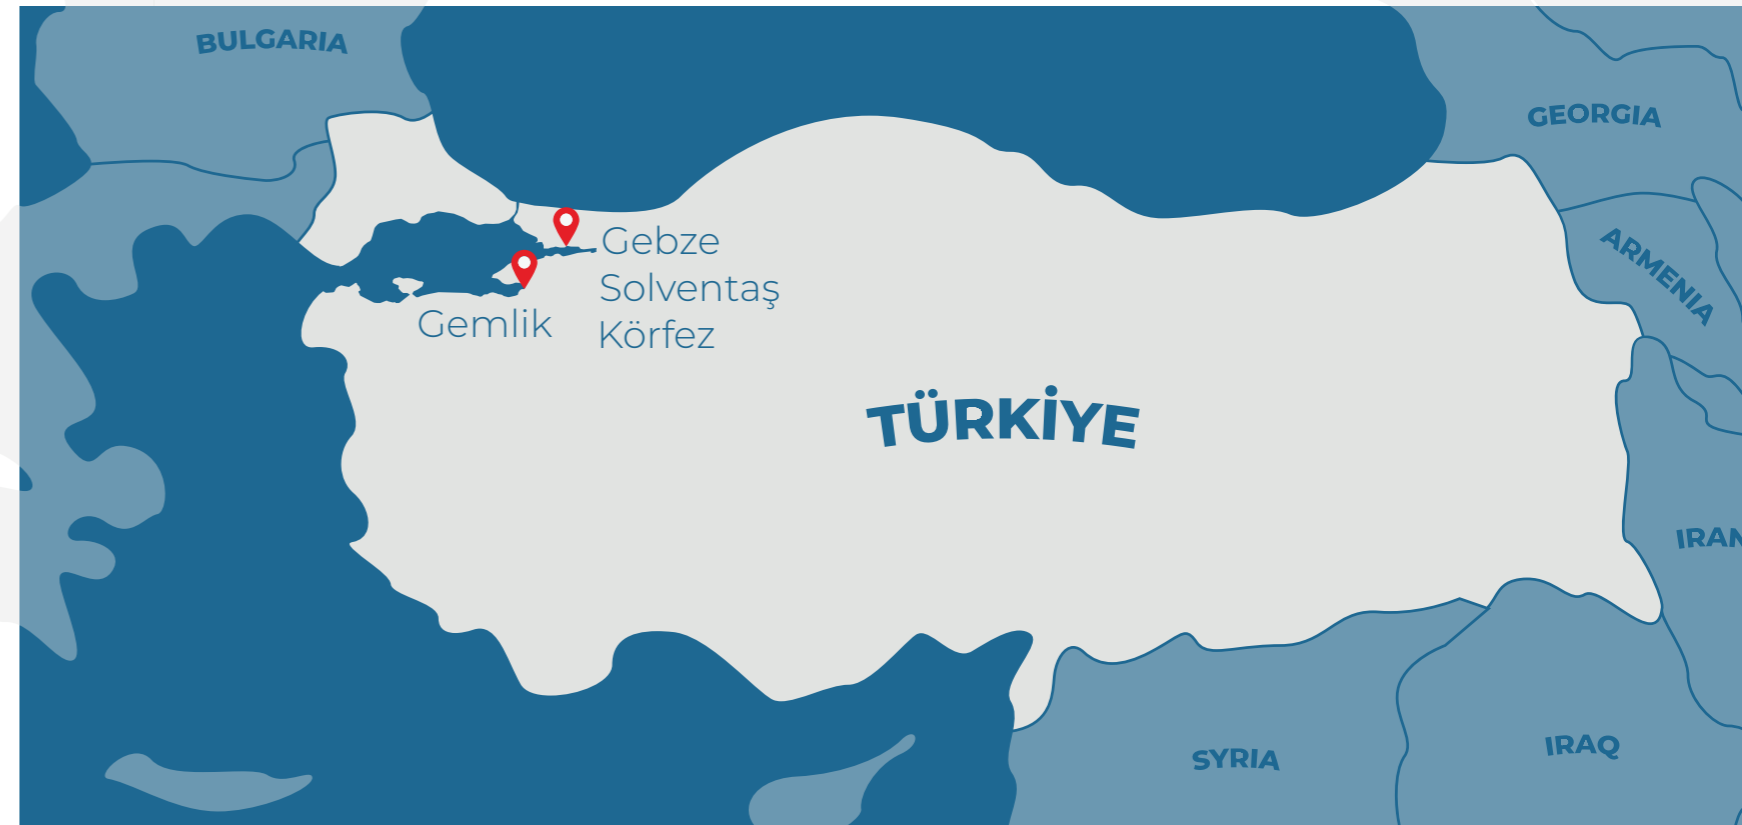 BULGARIA
GEORGIA
ARMENIA
Gebze
Solventaş
Körfez
Gemlik
TÜRKİYE
IRAN
SYRIA
IRAQ